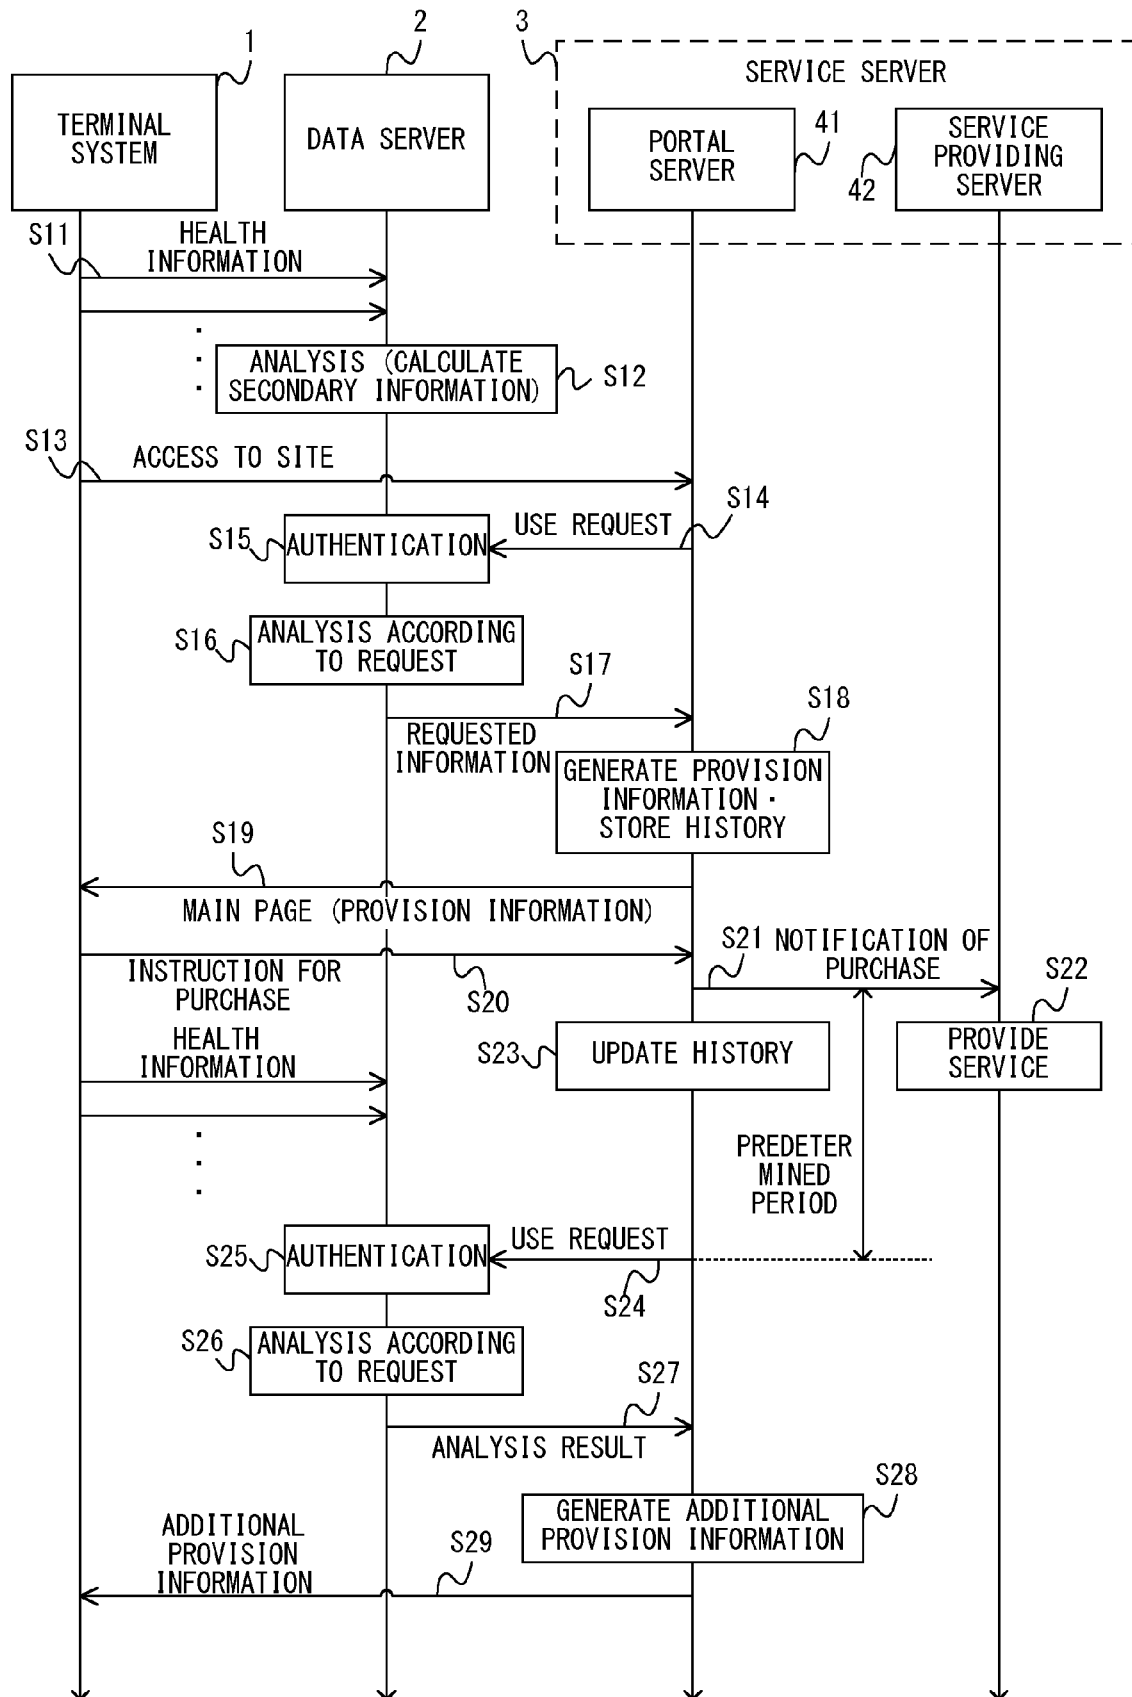 1
2
3
SERVICE SERVER
TERMINAL
SYSTEM
DATA SERVER
PORTAL
SERVER
41
42
SERVICE
PROVIDING
SERVER
S11
HEALTH
INFORMATION
ANALYSIS (CALCULATE
SECONDARY INFORMATION)
S12
S13
ACCESS TO SITE
S14
USE REQUEST
S15
AUTHENTICATION
S16
ANALYSIS ACCORDING
TO REQUEST
S17
REQUESTED
INFORMATION
S18
GENERATE PROVISION
INFORMATION・
STORE HISTORY
S19
MAIN PAGE (PROVISION INFORMATION)
S21 NOTIFICATION OF
PURCHASE
INSTRUCTION FOR
PURCHASE
S20
S22
HEALTH
INFORMATION
S23
UPDATE HISTORY
PROVIDE
SERVICE
PREDETER
MINED
PERIOD
USE REQUEST
S25
AUTHENTICATION
S24
S26
ANALYSIS ACCORDING
TO REQUEST
S27
ANALYSIS RESULT
S28
GENERATE ADDITIONAL
PROVISION INFORMATION
ADDITIONAL
PROVISION
INFORMATION
S29